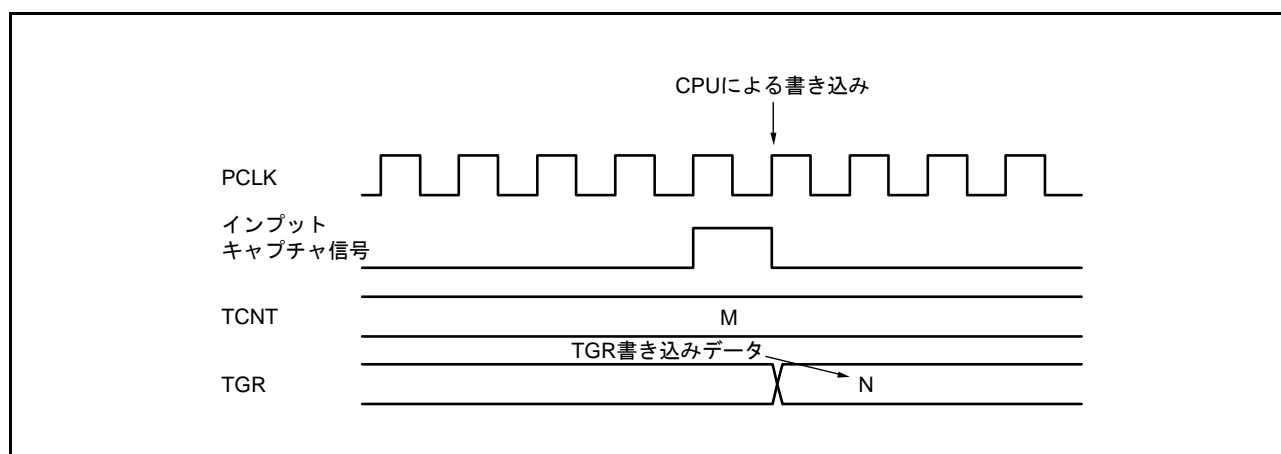 CPUによる書き込み
PCLK
インプット
キャプチャ信号
TCNT
M
TGR書き込みデータ
TGR
N